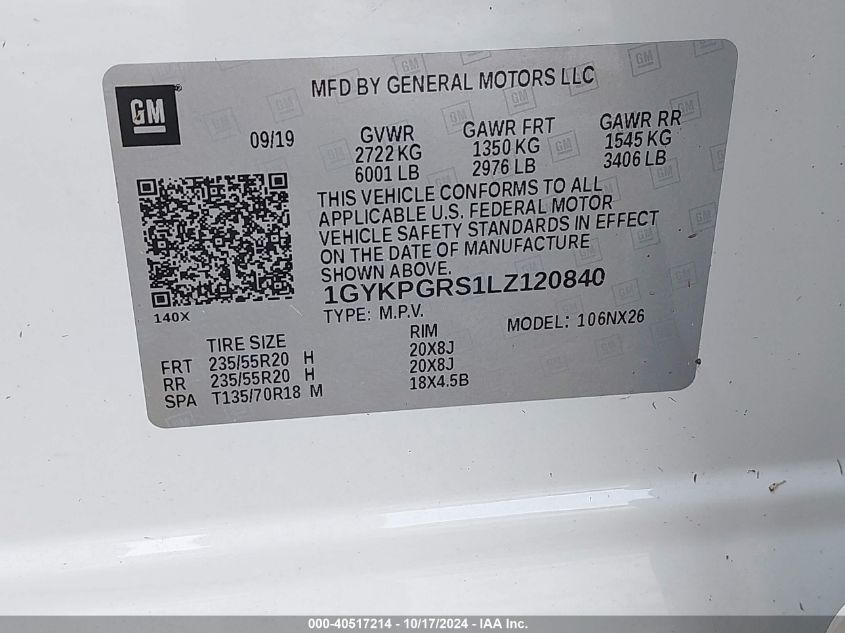 MFD BY GENERAL MOTORS LLC
GM
09/19
GVWR GAWR FRT GAWR RR
2722 KG 1350 KG 1545 KG
6001 LB 2976 LB 3406 LB
THIS VEHICLE CONFORMS TO ALL
APPLICABLE U.S. FEDERAL MOTOR
VEHICLE SAFETY STANDARDS IN EFFECT
ON THE DATE OF MANUFACTURE
SHOWN ABOVE.
1GYKPGRS1LZ120840
140X
TYPE: M.P.V. MODEL: 106NX26
TIRE SIZE RIM
FRT 235/55R20 H 20X8J
RR 235/55R20 H 20X8J
SPA T135/70R18 M 18X4.5B
000-40517214 - 10/17/2024 - IAA Inc.